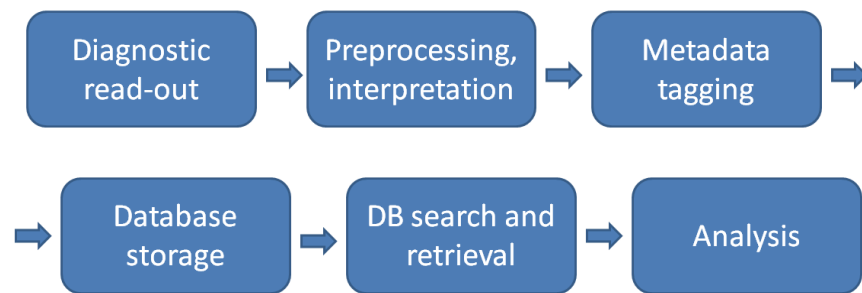 Diagnostic
read-out
Preprocessing,
interpretation
Metadata
tagging
Database
storage
DB search and
retrieval
Analysis